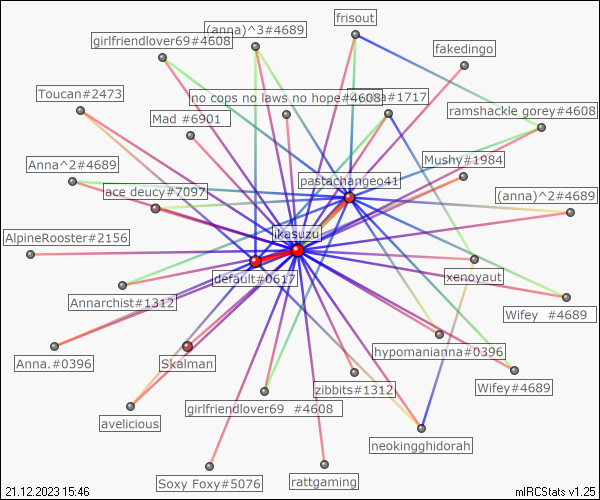 frisout
(anna)^3#4689
girlfriendlover69#4608
fakedingo
Toucan#2473
no cops no laws no hope#4608
#1717
ramshackle gorey#4608
Mad #6901
Mushy#1984
Anna^2#4689
pastachangeo41
ace deucy#7097
(anna)^2#4689
ikasuzu
AlpineRooster#2156
default#0617
xenoyaut
Annarchist#1312
Wifey #4689
hypomanianna#0396
Anna.#0396
Skalman
zibbits#1312
Wifey#4689
girlfriendlover69 #4608
avelicious
neokingghidorah
Soxy Foxy#5076
rattgaming
21.12.2023 15:46
mIRCStats v1.25